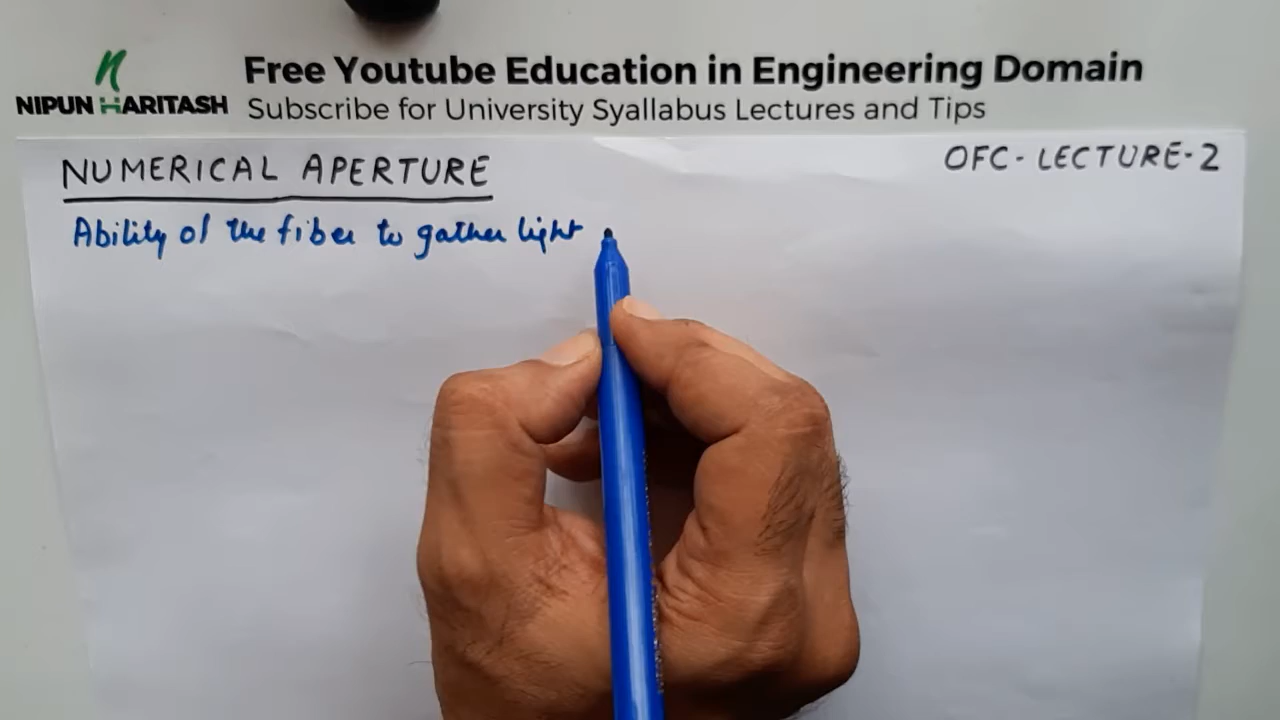 n
NIPUN HARITASH
Free Youtube Education in Engineering Domain
Subscribe for University Syallabus Lectures and Tips
NUMERICAL APERTURE
OFC - LECTURE - 2
Ability of the fiber to gather light